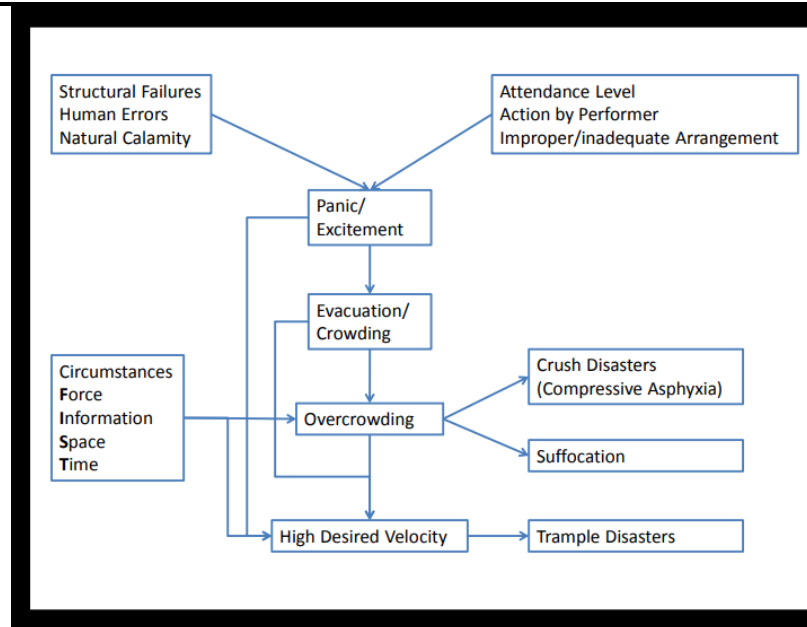 Structural Failures
Human Errors
Natural Calamity
Attendance Level
Action by Performer
Improper/inadequate Arrangement
Panic/
Excitement
Evacuation/
Crowding
Circumstances
Force
Information
Space
Time
Overcrowding
Crush Disasters
(Compressive Asphyxia)
Suffocation
High Desired Velocity
Trample Disasters